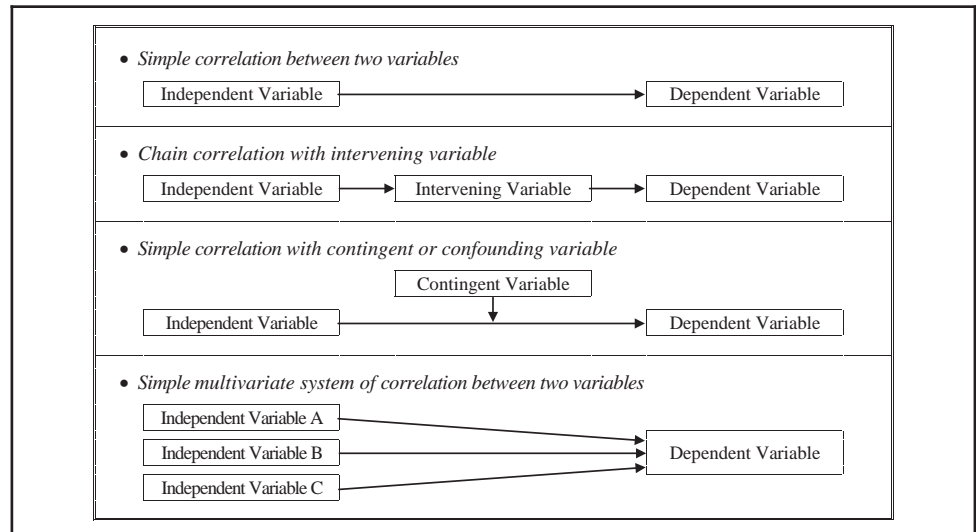 • Simple correlation between two variables
Independent Variable Dependent Variable
• Chain correlation with intervening variable
Independent Variable Intervening Variable Dependent Variable
• Simple correlation with contingent or confounding variable
Contingent Variable
Independent Variable Dependent Variable
• Simple multivariate system of correlation between two variables
Independent Variable A
Independent Variable B Dependent Variable
Independent Variable C